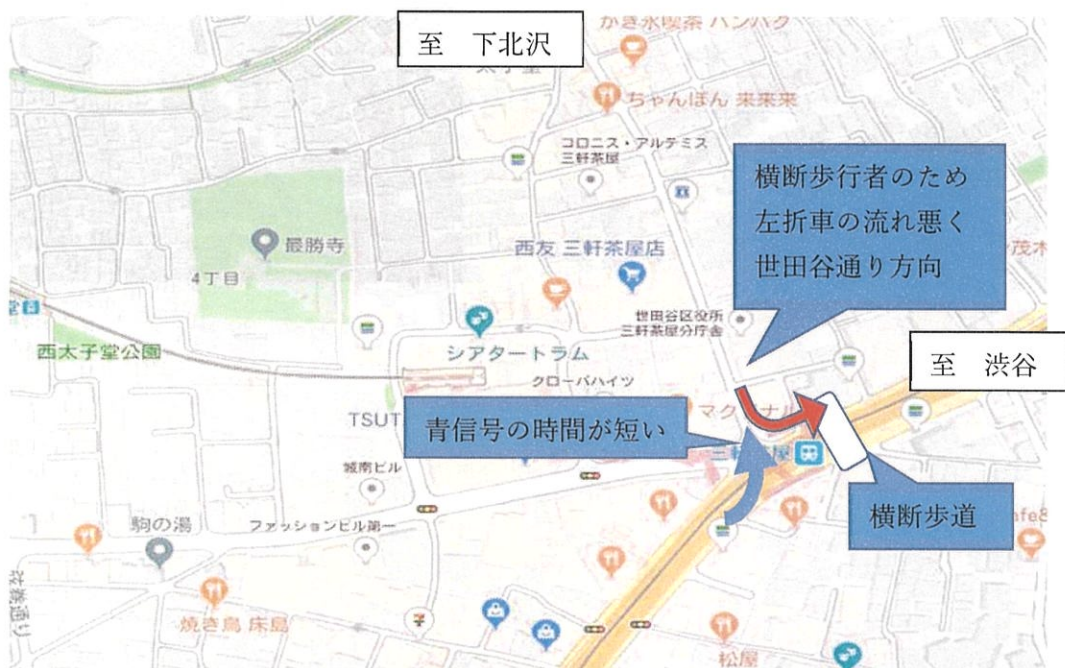 至 下北沢
かき氷喫茶 バンパク
ちゃんぽん 来来来
コロニス・アルテミス
三軒茶屋
横断歩行者のため
左折車の流れ悪く
世田谷通り方向
最勝寺
4丁目
西友 三軒茶屋店
世田谷区役所
三軒茶屋分庁舎
西太子堂公園
シアタートラム
至 渋谷
クローバハイツ
TSUT
マクドナル
青信号の時間が短い
城南ビル
横断歩道
駒の湯
ファッションビル第一
焼き鳥 床島
松屋